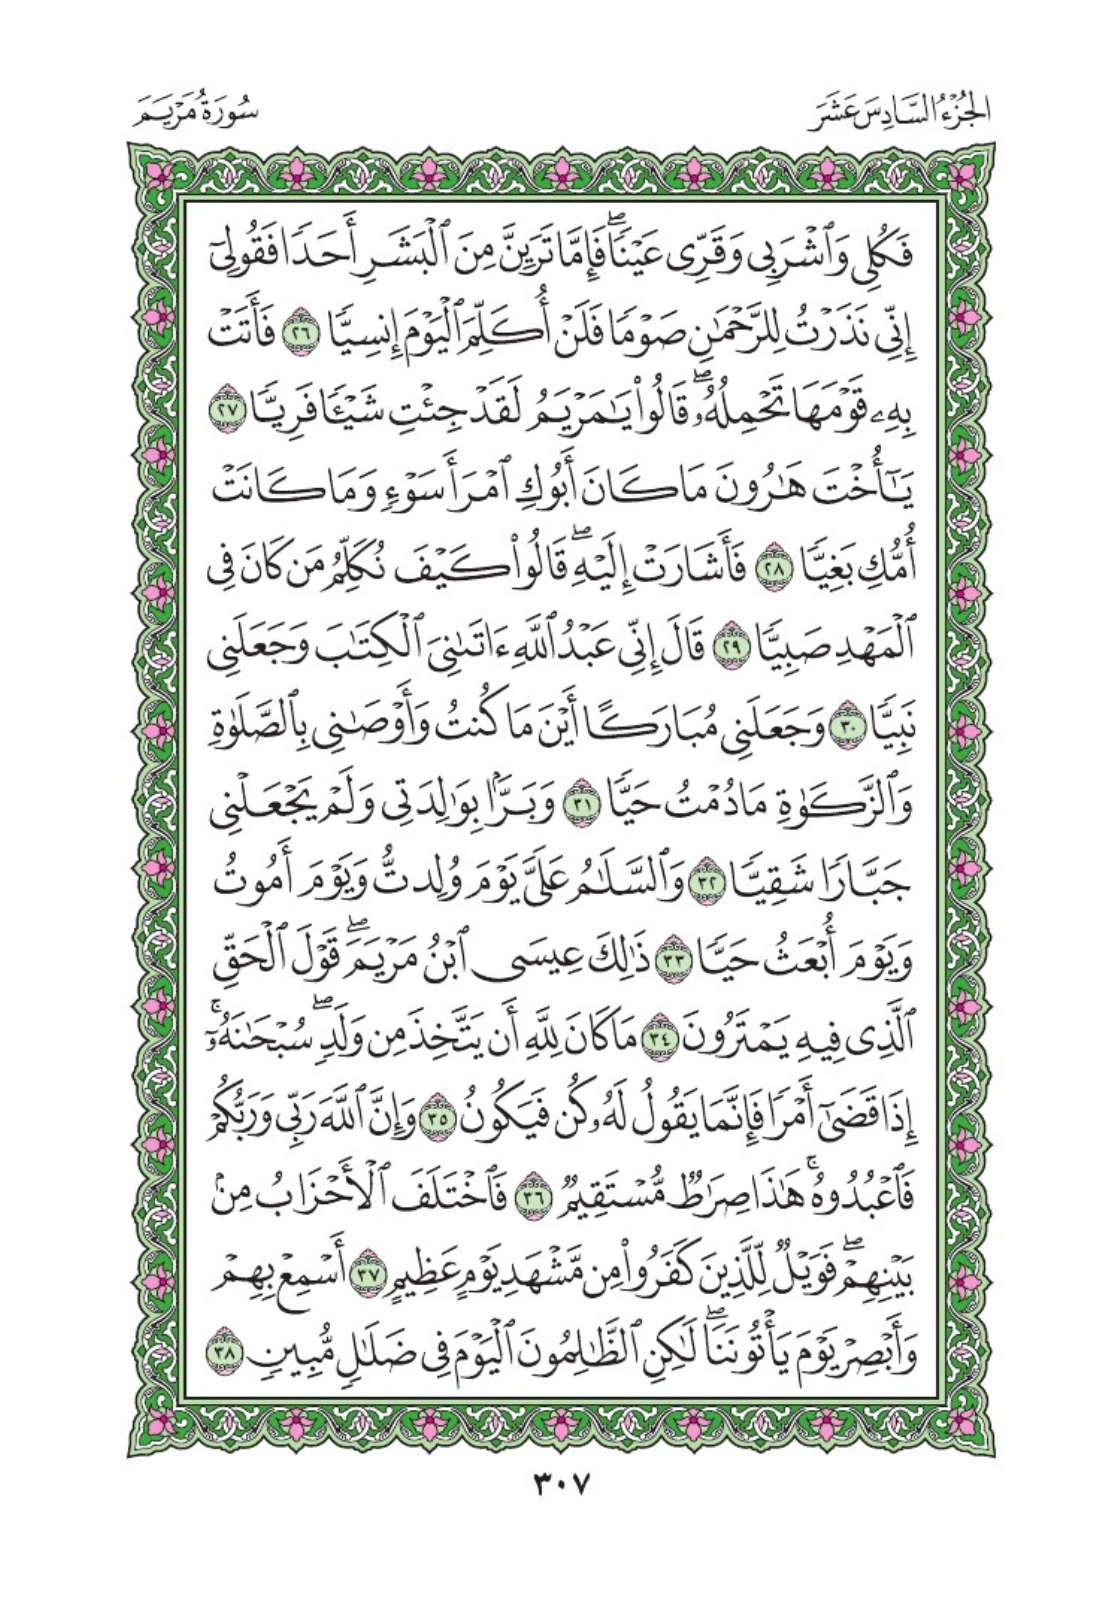 الجُزْءُ السَّادِسَ عَشَرَ
سُورَةُ مَرْيَمَ
فَكُلِي وَٱشْرَبِي وَقَرِّي عَيْنٗاۖ فَإِمَّا تَرَيِنَّ مِنَ ٱلْبَشَرِ أَحَدٗا فَقُولِيٓ
إِنِّي نَذَرْتُ لِلرَّحْمَٰنِ صَوْمٗا فَلَنْ أُكَلِّمَ ٱلْيَوْمَ إِنسِيّٗا ٢٦ فَأَتَتْ
بِهِۦ قَوْمَهَا تَحْمِلُهُۥۖ قَالُوا۟ يَٰمَرْيَمُ لَقَدْ جِئْتِ شَيْـٔٗا فَرِيّٗا ٢٧
يَٰٓأُخْتَ هَٰرُونَ مَا كَانَ أَبُوكِ ٱمْرَأَ سَوْءٖ وَمَا كَانَتْ
أُمُّكِ بَغِيّٗا ٢٨ فَأَشَارَتْ إِلَيْهِۖ قَالُوا۟ كَيْفَ نُكَلِّمُ مَن كَانَ فِي
ٱلْمَهْدِ صَبِيّٗا ٢٩ قَالَ إِنِّي عَبْدُ ٱللَّهِ ءَاتَىٰنِيَ ٱلْكِتَٰبَ وَجَعَلَنِي
نَبِيّٗا ٣٠ وَجَعَلَنِي مُبَارَكًا أَيْنَ مَا كُنتُ وَأَوْصَٰنِي بِٱلصَّلَوٰةِ
وَٱلزَّكَوٰةِ مَا دُمْتُ حَيّٗا ٣١ وَبَرَّۢا بِوَٰلِدَتِي وَلَمْ يَجْعَلْنِي
جَبَّارٗا شَقِيّٗا ٣٢ وَٱلسَّلَٰمُ عَلَيَّ يَوْمَ وُلِدتُّ وَيَوْمَ أَمُوتُ
وَيَوْمَ أُبْعَثُ حَيّٗا ٣٣ ذَٰلِكَ عِيسَى ٱبْنُ مَرْيَمَۖ قَوْلَ ٱلْحَقِّ
ٱلَّذِي فِيهِ يَمْتَرُونَ ٣٤ مَا كَانَ لِلَّهِ أَن يَتَّخِذَ مِن وَلَدٖۖ سُبْحَٰنَهُۥٓۚ
إِذَا قَضَىٰٓ أَمْرٗا فَإِنَّمَا يَقُولُ لَهُۥ كُن فَيَكُونُ ٣٥ وَإِنَّ ٱللَّهَ رَبِّي وَرَبُّكُمْ
فَٱعْبُدُوهُۚ هَٰذَا صِرَٰطٞ مُّسْتَقِيمٞ ٣٦ فَٱخْتَلَفَ ٱلْأَحْزَابُ مِنۢ
بَيْنِهِمْۖ فَوَيْلٞ لِّلَّذِينَ كَفَرُوا۟ مِن مَّشْهَدِ يَوْمٍ عَظِيمٍ ٣٧ أَسْمِعْ بِهِمْ
وَأَبْصِرْ يَوْمَ يَأْتُونَنَاۖ لَٰكِنِ ٱلظَّٰلِمُونَ ٱلْيَوْمَ فِي ضَلَٰلٖ مُّبِينٖ ٣٨
٣٠٧